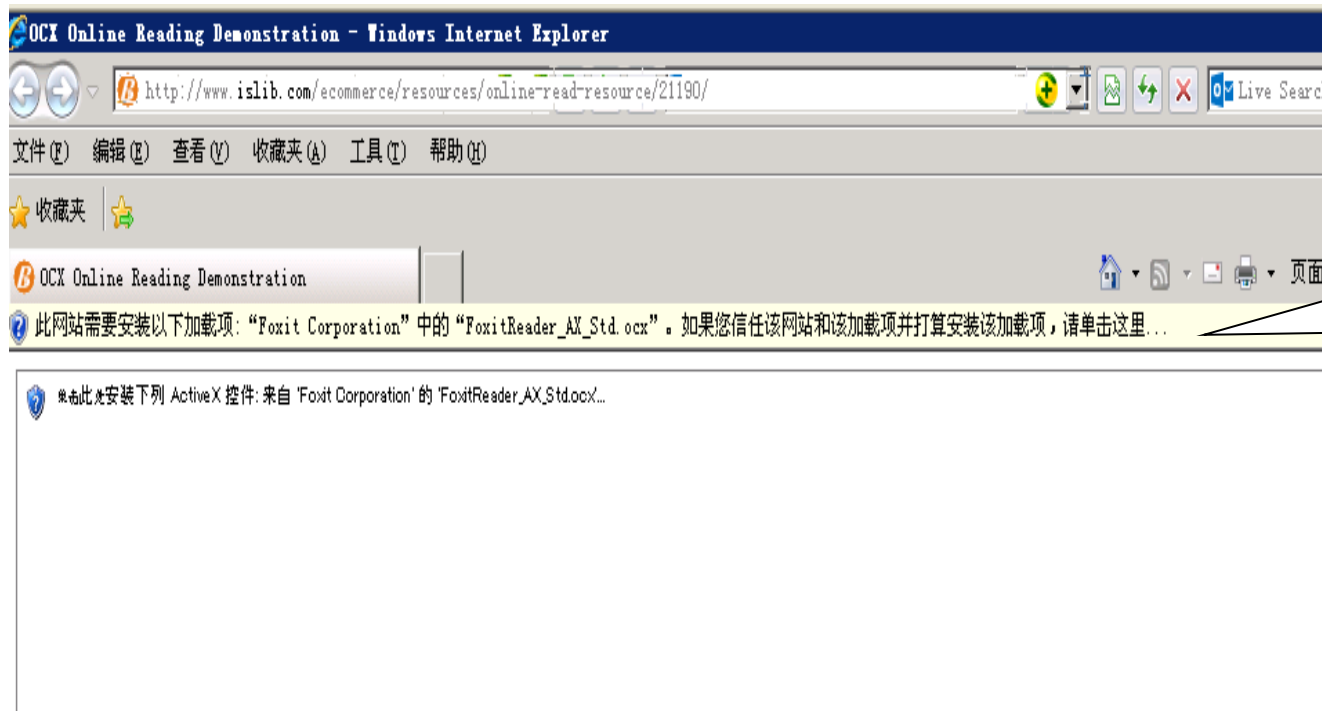 OCX Online Reading Demonstration - Windows Internet Explorer
http://www.islib.com/ecommerce/resources/online-read-resource/21190/ Live Searc
文件(F) 编辑(E) 查看(V) 收藏夹(A) 工具(T) 帮助(H)
收藏夹
OCX Online Reading Demonstration 页面
此网站需要安装以下加载项:“Foxit Corporation”中的“FoxitReader_AX_Std.ocx”。如果您信任该网站和该加载项并打算安装该加载项,请单击这里...
单击此处安装下列 ActiveX 控件: 来自 'Foxit Corporation' 的 'FoxitReader_AX_Std.ocx'...